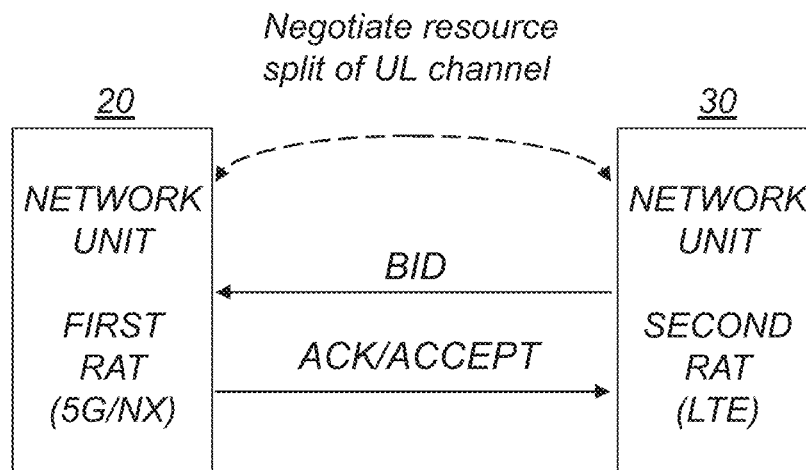 Negotiate resource
split of UL channel
20
30
NETWORK
UNIT
FIRST
RAT
(5G/NX)
BID
ACK/ACCEPT
NETWORK
UNIT
SECOND
RAT
(LTE)